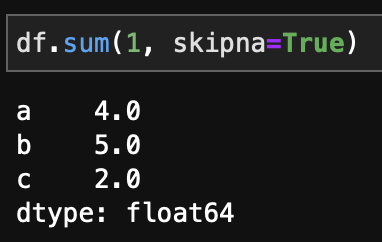 df.sum(1, skipna=True)
a    4.0
b    5.0
c    2.0
dtype: float64